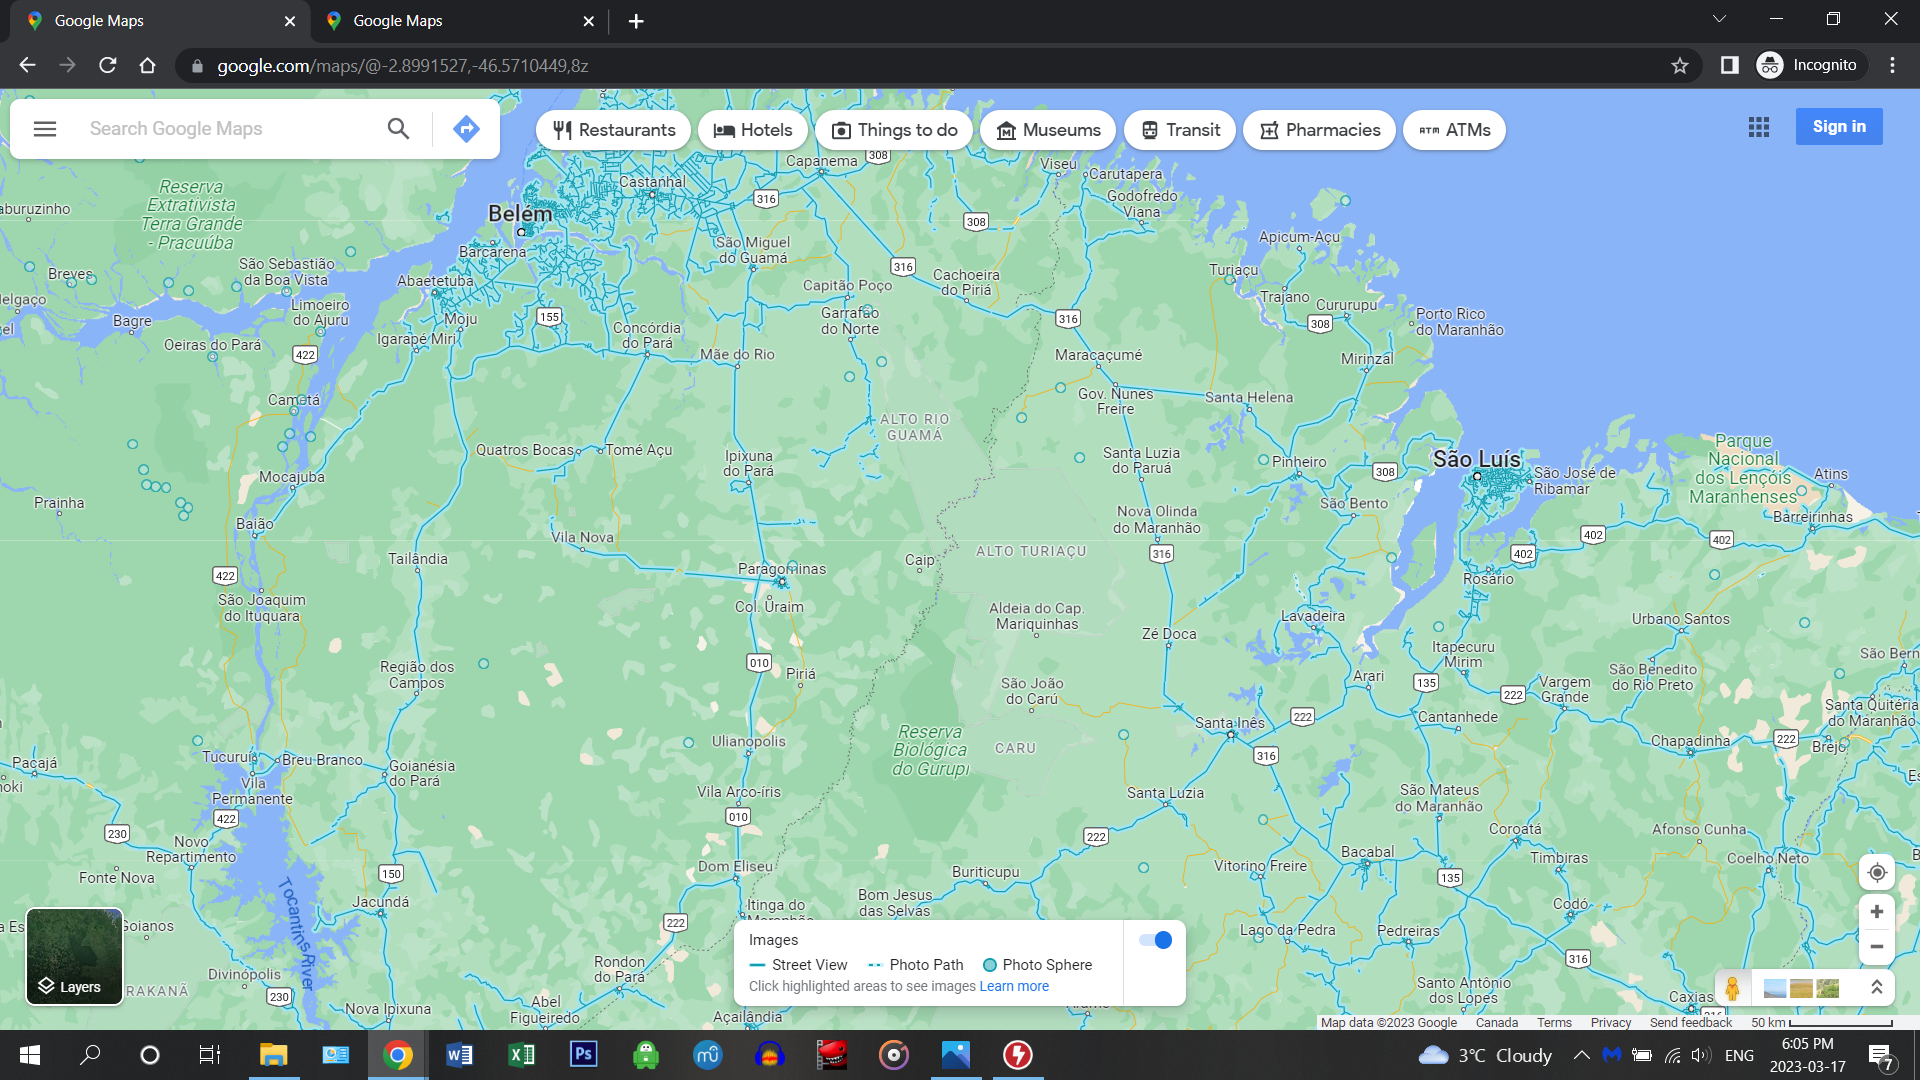 Google Maps
Google Maps
google.com/maps/@-2.8991527,-46.5710449,8z
Incognito
Search Google Maps
Restaurants
Hotels
Things to do
Museums
Transit
Pharmacies
ATMs
Sign in
Capanema
308
Viseu
Carutapera
Castanhal
316
Godofredo
Viana
Reserva
Extrativista
Terra Grande
- Pracuúba
aburuzinho
Belém
308
Barcarena
São Miguel
do Guamá
Apicum-Açu
316
Cachoeira
do Piriá
Turiaçu
São Sebastião
da Boa Vista
Breves
Abaetetuba
Capitão Poço
Trajano
Cururupu
elgaço
Limoeiro
do Ajuru
Bagre
Moju
155
Garrafão
do Norte
316
308
Porto Rico
do Maranhão
Concórdia
do Pará
Igarapé Miri
Oeiras do Pará
422
Mãe do Rio
Maracaçumé
Mirinzal
Cametá
Gov. Nunes
Freire
Santa Helena
ALTO RIO
GUAMÁ
Quatros Bocas
Tomé Açu
Ipixuna
do Pará
Santa Luzia
do Paruá
Pinheiro
308
São Luís
São José de
Ribamar
Parque
Nacional
dos Lençóis
Maranhenses
Atins
Mocajuba
Prainha
São Bento
Baião
Nova Olinda
do Maranhão
Barreirinhas
Vila Nova
402
402
402
Tailândia
Caip
ALTO TURIAÇU
316
Paragominas
422
Rosário
São Joaquim
do Ituquara
Col. Uraim
Aldeia do Cap.
Mariquinhas
Lavadeira
Urbano Santos
Zé Doca
Itapecuru
Mirim
São Bern
010
Região dos
Campos
Piriá
São João
do Carú
Arari
135
222
Vargem
Grande
São Benedito
do Rio Preto
Santa Quitéria
do Maranhão
Santa Inês
222
Cantanhede
Ulianopolis
Reserva
Biológica
do Gurupi
CARU
316
Chapadinha
222
Brejo
Tucuruí
Breu Branco
Pacajá
Goianésia
do Pará
Vila
Permanente
Vila Arco-íris
Santa Luzia
São Mateus
do Maranhão
422
010
230
222
Coroatá
Afonso Cunha
Novo
Repartimento
Dom Eliseu
Buriticupu
Vitorino Freire
Bacabal
Timbiras
Coelho Neto
Fonte Nova
150
135
Jacundá
Bom Jesus
das Selvas
Itinga do
Maranhão
Codó
Tocantins River
222
Lago da Pedra
Pedreiras
Goianos
316
Rondon
do Pará
Divinópolis
RAKANÃ
230
Santo Antônio
dos Lopes
Caxias
316
Nova Ipixuna
Abel
Figueiredo
Açailândia
Layers
Images
Street View
Photo Path
Photo Sphere
Click highlighted areas to see images Learn more
Map data ©2023 Google
Canada
Terms
Privacy
Send feedback
50 km
3°C Cloudy
ENG
6:05 PM
2023-03-17
7